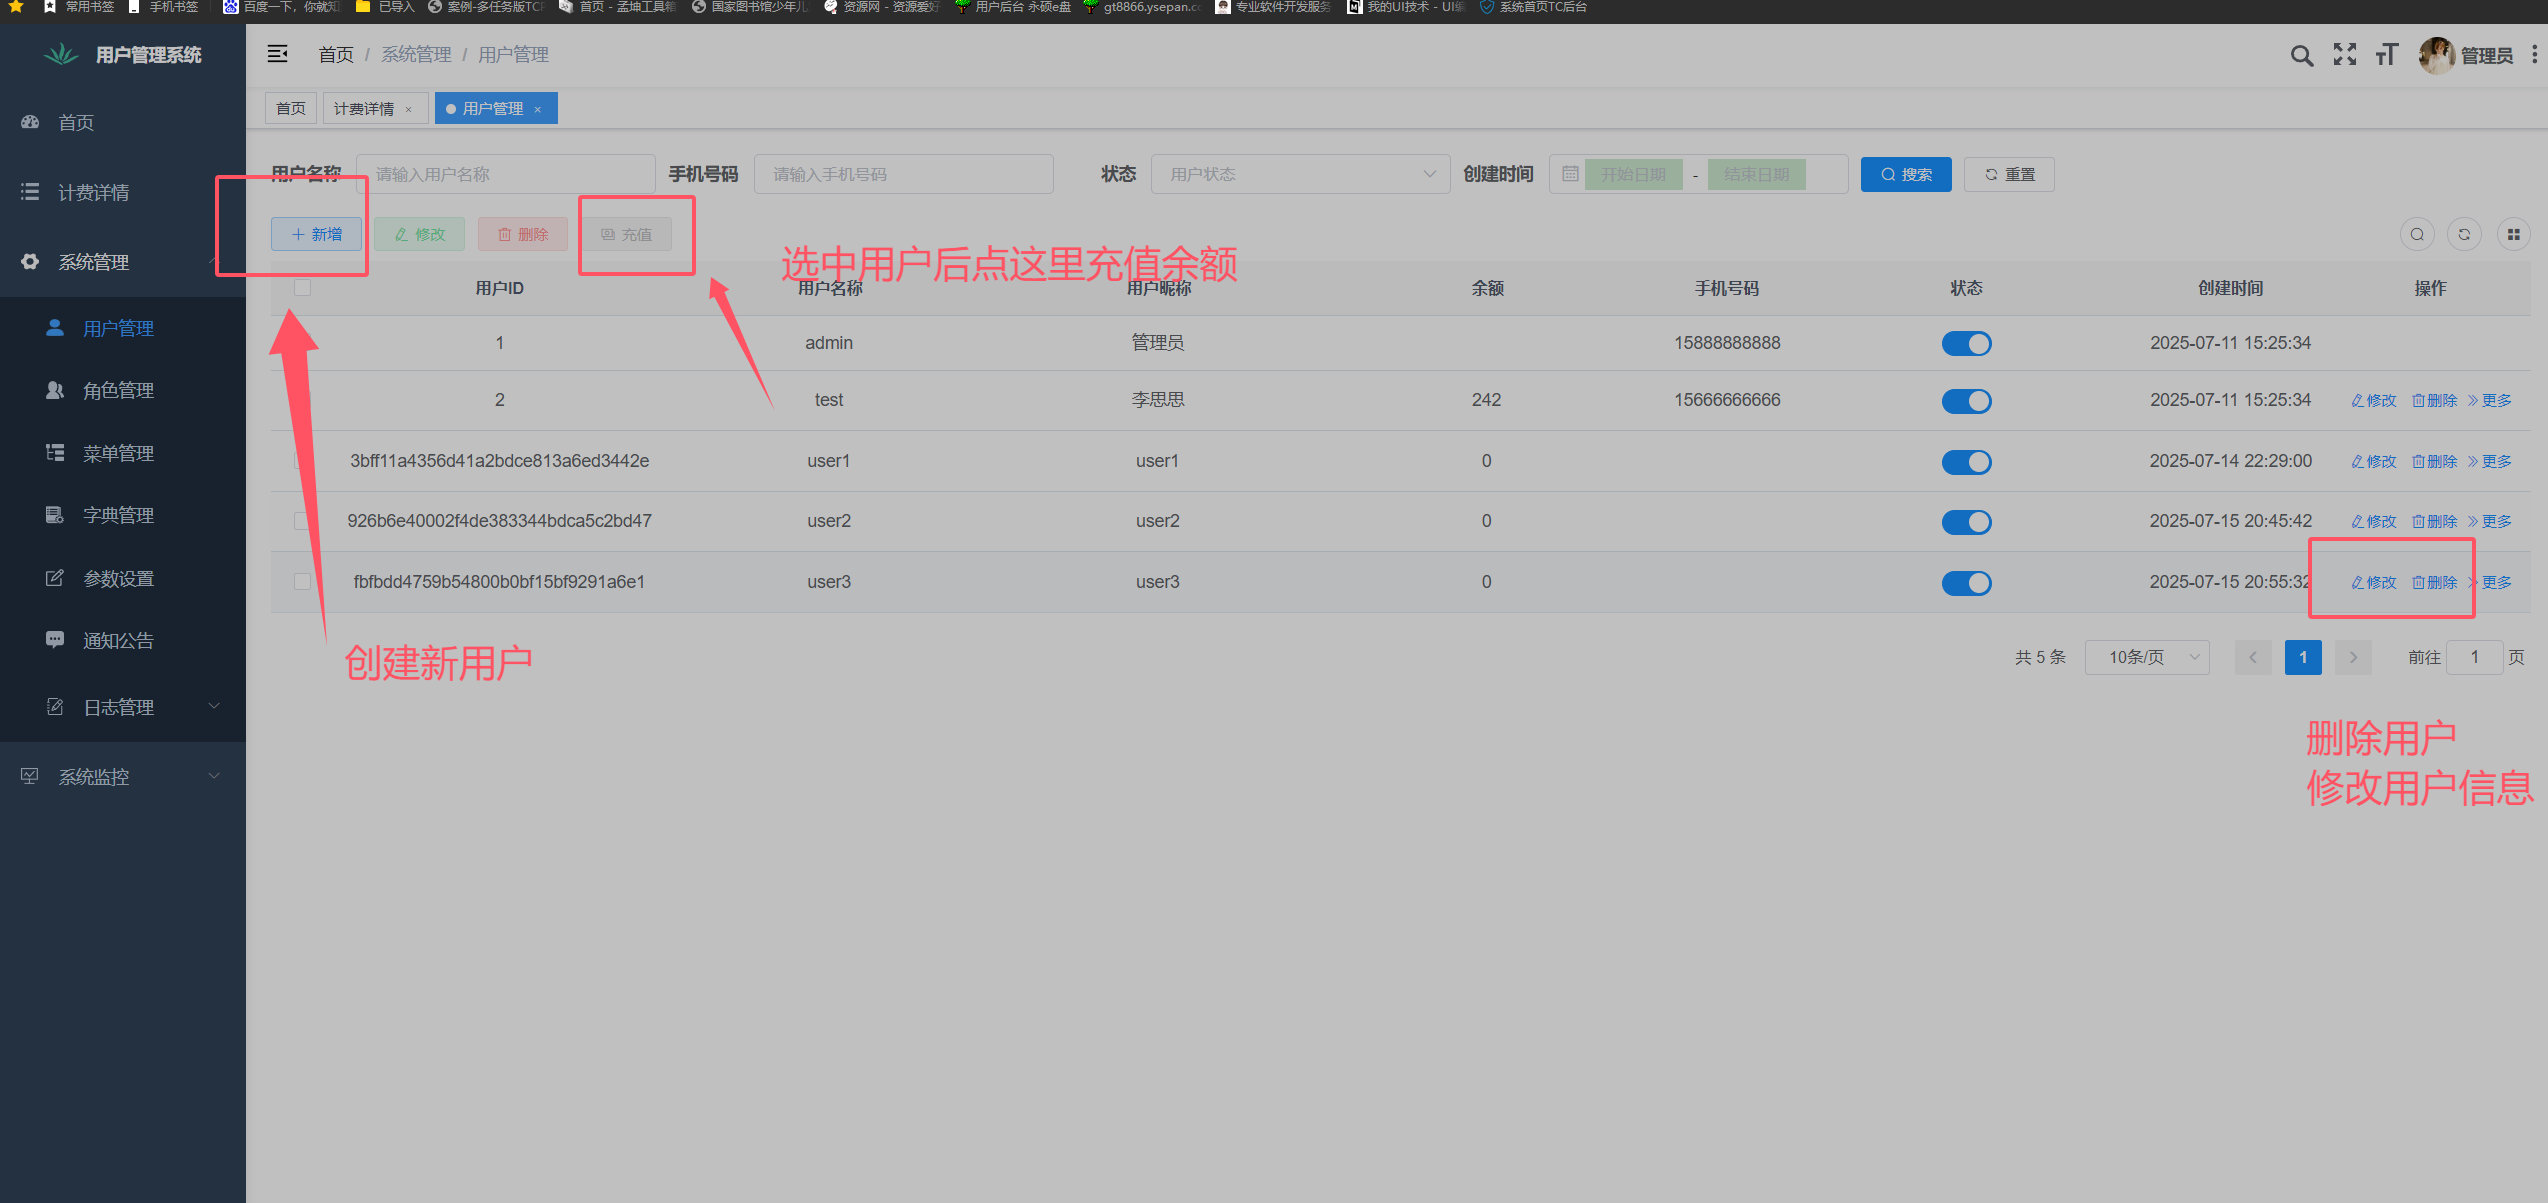 常用书签 手机书签 百度一下，你就知 已导入 案例-多任务版TCP 首页 - 孟坤工具箱 国家图书馆少年儿 资源网 - 资源爱好 用户后台 永硕e盘 gt8866.ysepan.co 专业软件开发服务 我的UI技术 - UI编 系统首页TC后台
用户管理系统
首页 / 系统管理 / 用户管理
管理员
首页
计费详情 ×
用户管理 ×
首页
计费详情
系统管理
用户管理
角色管理
菜单管理
字典管理
参数设置
通知公告
日志管理
系统监控
用户名称 请输入用户名称 手机号码 请输入手机号码 状态 用户状态 创建时间 开始日期 - 结束日期 搜索 重置
新增 修改 删除 充值
选中用户后点这里充值余额
用户ID 用户名称 用户昵称 余额 手机号码 状态 创建时间 操作
1 admin 管理员 15888888888 2025-07-11 15:25:34
2 test 李思思 242 15666666666 2025-07-11 15:25:34 修改 删除 更多
3bff11a4356d41a2bdce813a6ed3442e user1 user1 0 2025-07-14 22:29:00 修改 删除 更多
926b6e40002f4de383344bdca5c2bd47 user2 user2 0 2025-07-15 20:45:42 修改 删除 更多
fbfbdd4759b54800b0bf15bf9291a6e1 user3 user3 0 2025-07-15 20:55:32 修改 删除 更多
创建新用户
共 5 条 10条/页 1 前往 1 页
删除用户
修改用户信息